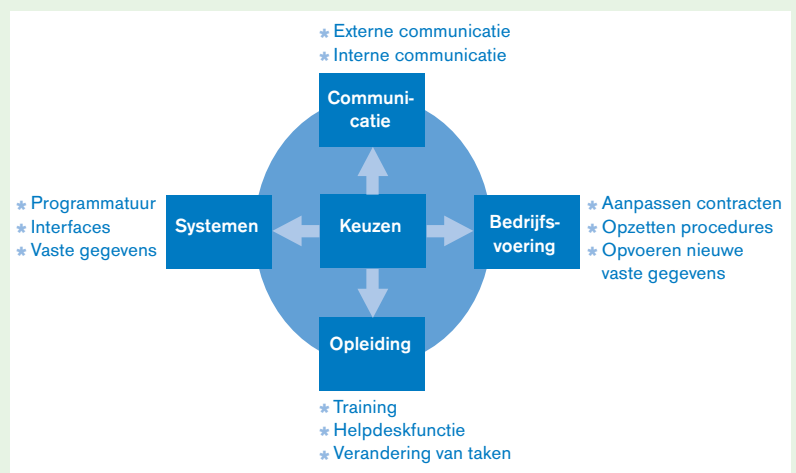 * Externe communicatie
* Interne communicatie
Communi-
catie
* Programmatuur
* Interfaces
* Vaste gegevens
Systemen
Keuzen
Bedrijfs-
voering
* Aanpassen contracten
* Opzetten procedures
* Opvoeren nieuwe
vaste gegevens
Opleiding
* Training
* Helpdeskfunctie
* Verandering van taken